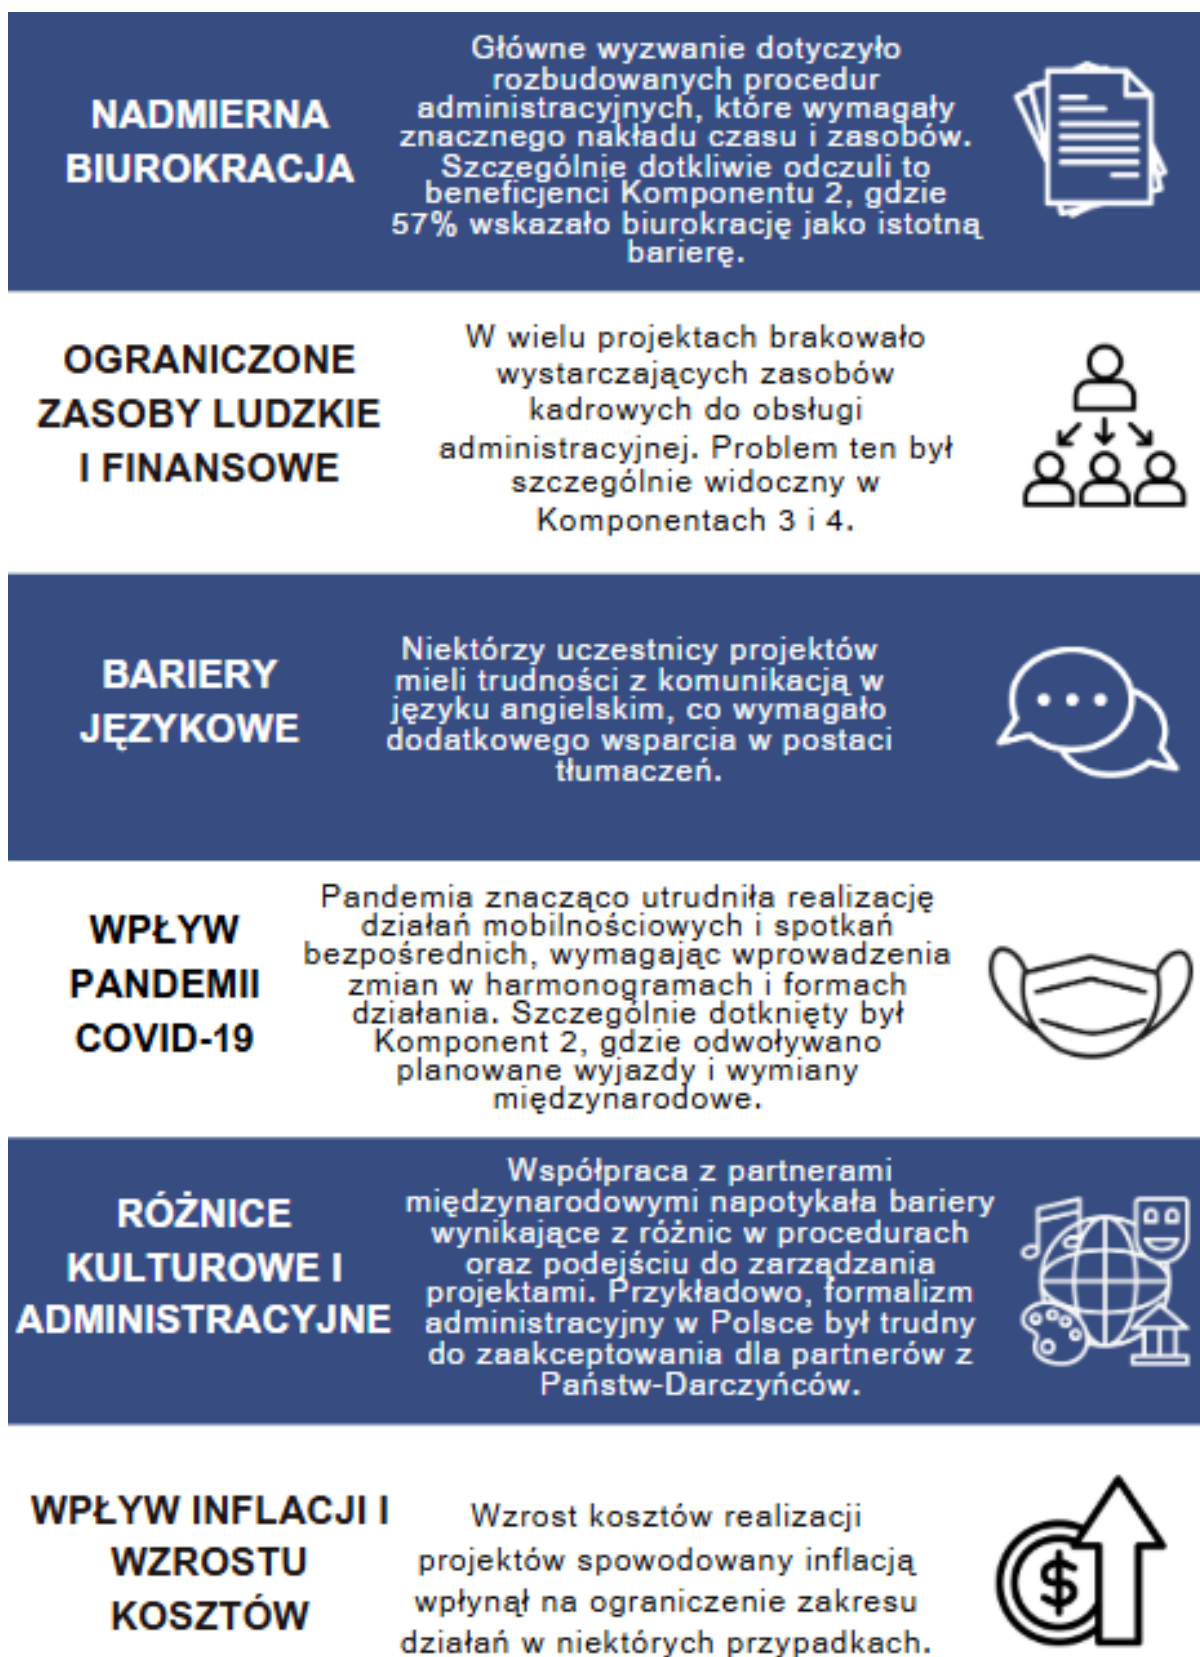 NADMIERNA
BIUROKRACJA
Główne wyzwanie dotyczyło
rozbudowanych procedur
administracyjnych, które wymagały
znacznego nakładu czasu i zasobów.
Szczególnie dotkliwie odczuli to
beneficjenci Komponentu 2, gdzie
57% wskazało biurokrację jako istotną
barierę.
OGRANICZONE
ZASOBY LUDZKIE
I FINANSOWE
W wielu projektach brakowało
wystarczających zasobów
kadrowych do obsługi
administracyjnej. Problem ten był
szczególnie widoczny w
Komponentach 3 i 4.
BARIERY
JĘZYKOWE
Niektórzy uczestnicy projektów
mieli trudności z komunikacją w
języku angielskim, co wymagało
dodatkowego wsparcia w postaci
tłumaczeń.
WPŁYW
PANDEMII
COVID-19
Pandemia znacząco utrudniła realizację
działań mobilnościowych i spotkań
bezpośrednich, wymagając wprowadzenia
zmian w harmonogramach i formach
działania. Szczególnie dotknięty był
Komponent 2, gdzie odwoływano
planowane wyjazdy i wymiany
międzynarodowe.
RÓŻNICE
KULTUROWE I
ADMINISTRACYJNE
Współpraca z partnerami
międzynarodowymi napotykała bariery
wynikające z różnic w procedurach
oraz podejściu do zarządzania
projektami. Przykładowo, formalizm
administracyjny w Polsce był trudny
do zaakceptowania dla partnerów z
Państw-Darczyńców.
WPŁYW INFLACJI I
WZROSTU
KOSZTÓW
Wzrost kosztów realizacji
projektów spowodowany inflacją
wpłynął na ograniczenie zakresu
działań w niektórych przypadkach.
$